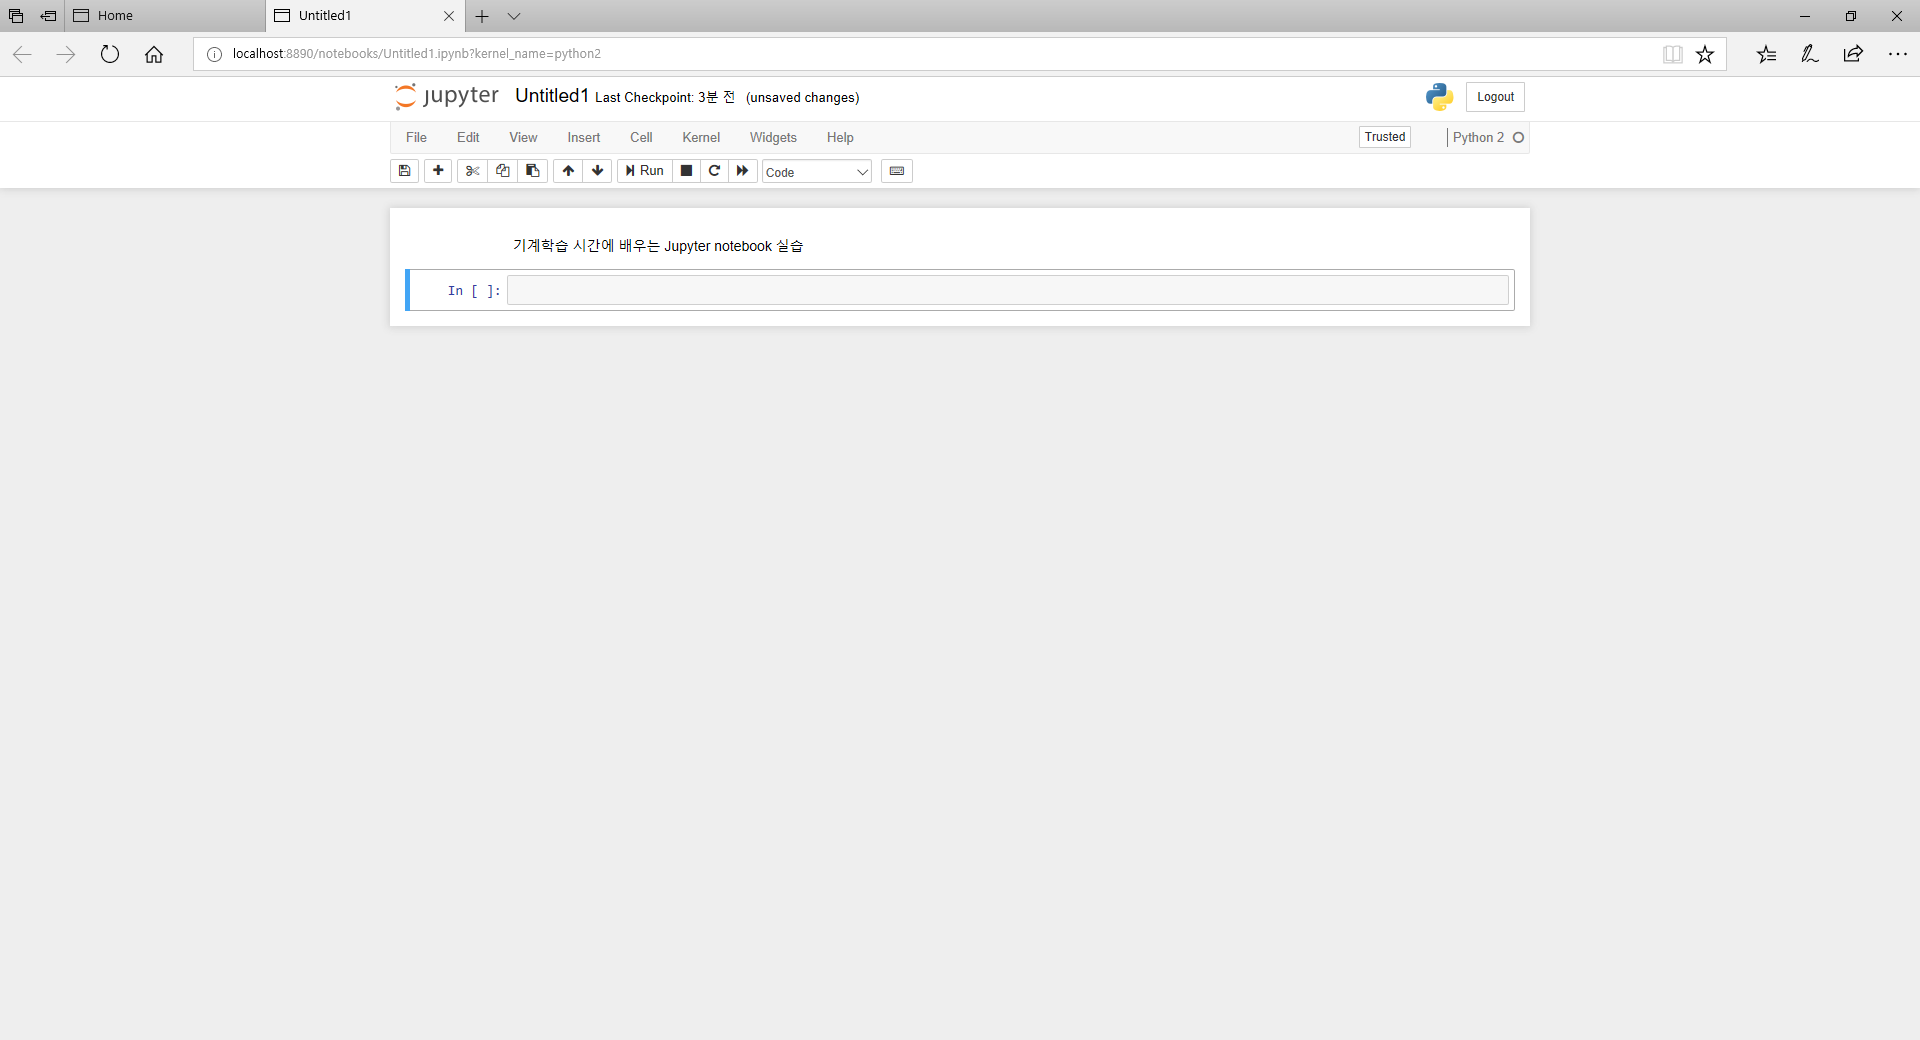 Home
Untitled1
localhost:8890/notebooks/Untitled1.ipynb?kernel_name=python2
jupyter Untitled1 Last Checkpoint: 3분 전 (unsaved changes)
Logout
File Edit View Insert Cell Kernel Widgets Help
Trusted
Python 2
Run
Code
기계학습 시간에 배우는 Jupyter notebook 실습
In [ ]: